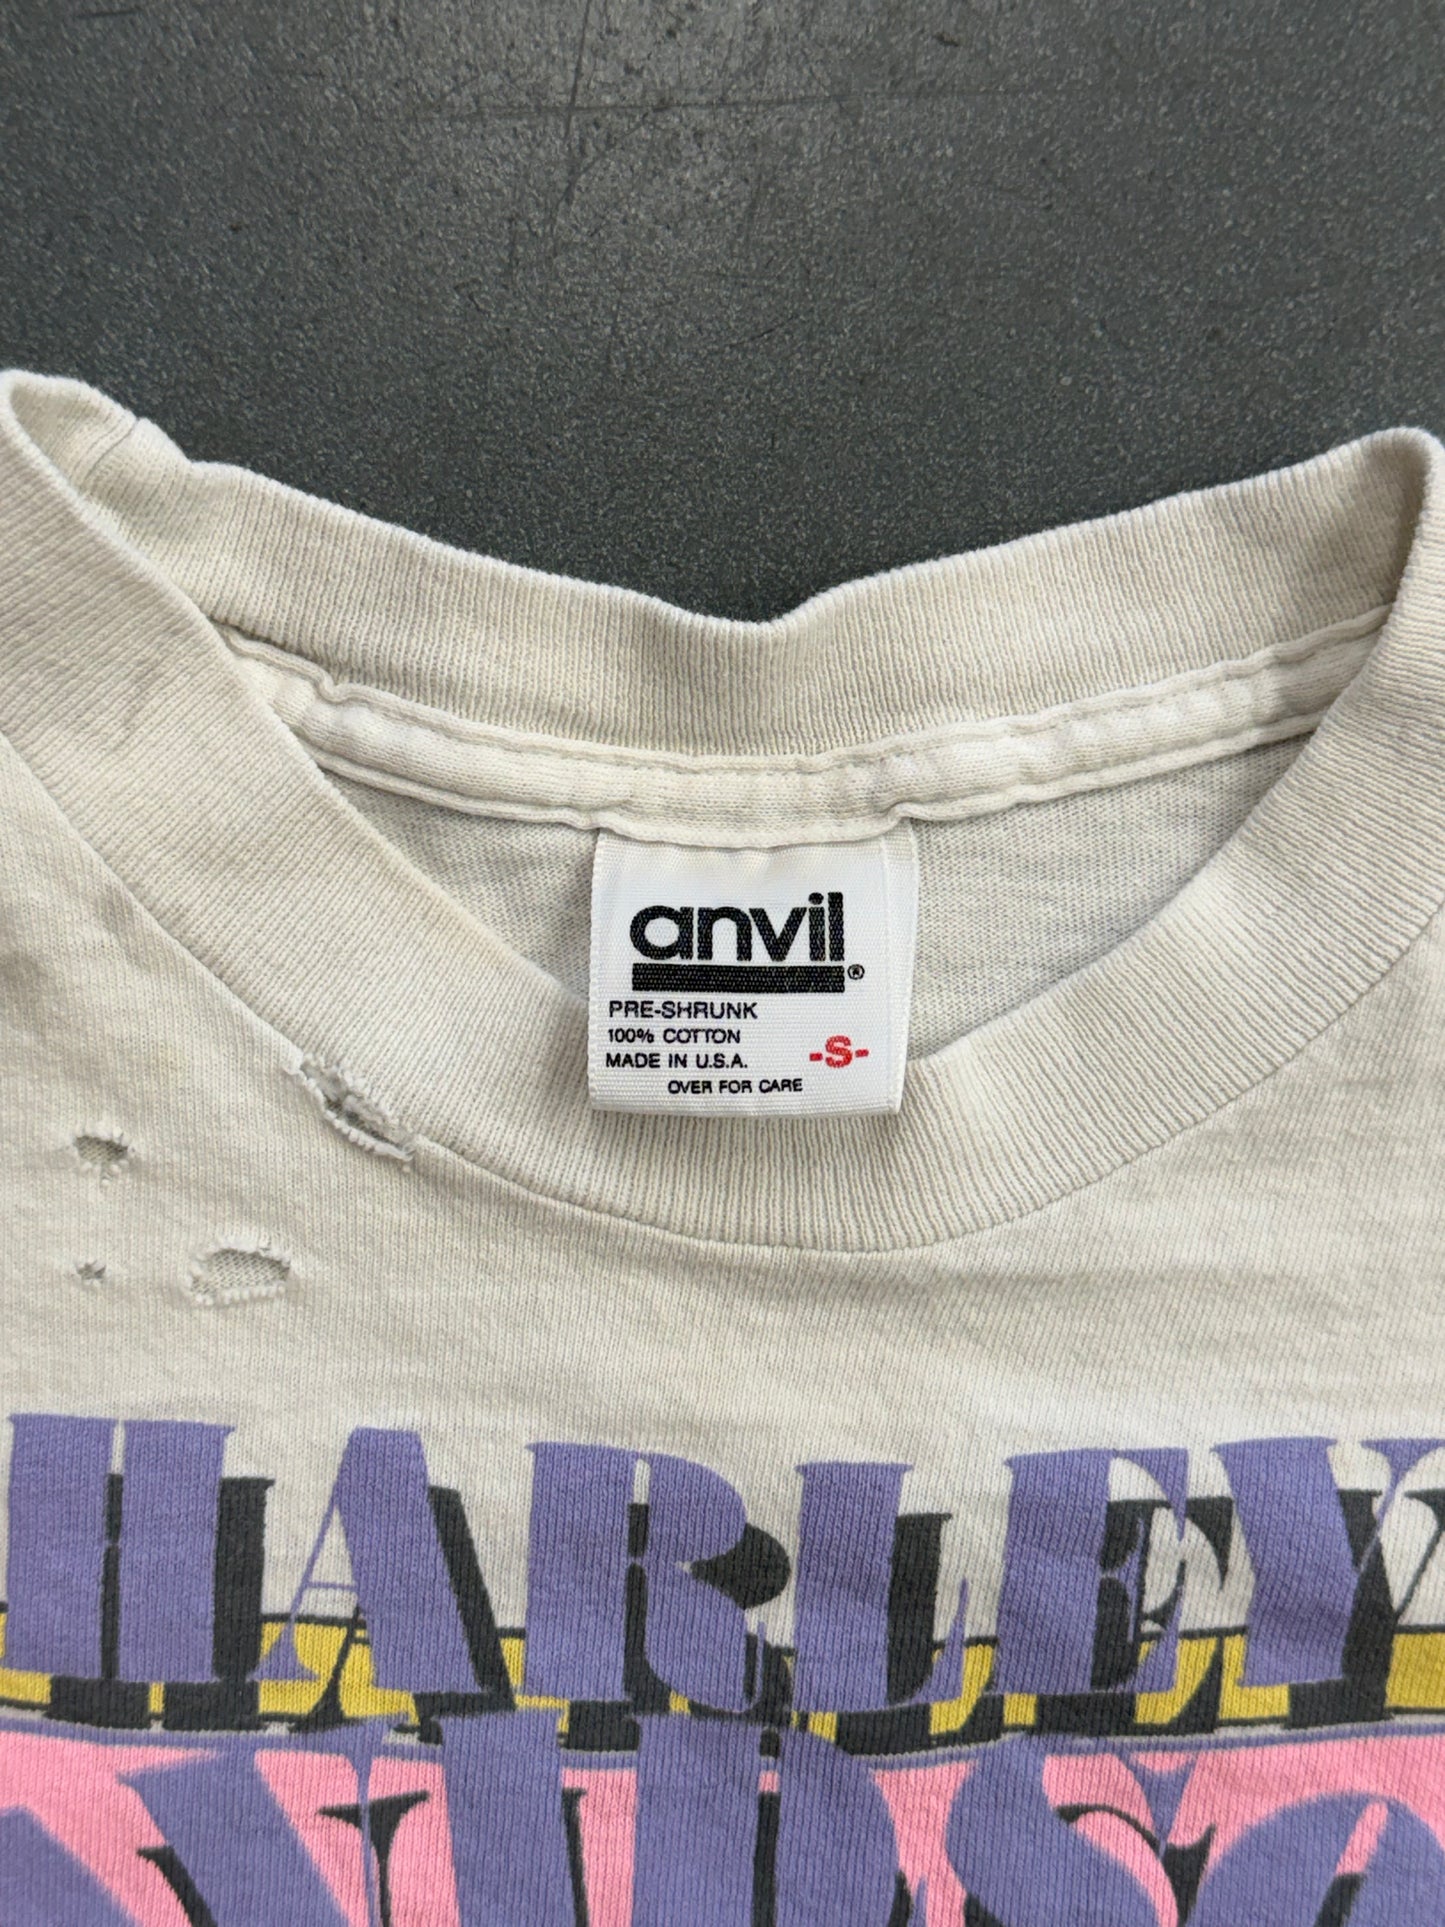 anvil®
PRE-SHRUNK
100% COTTON
MADE IN U.S.A.
-S-
OVER FOR CARE
HARLEY